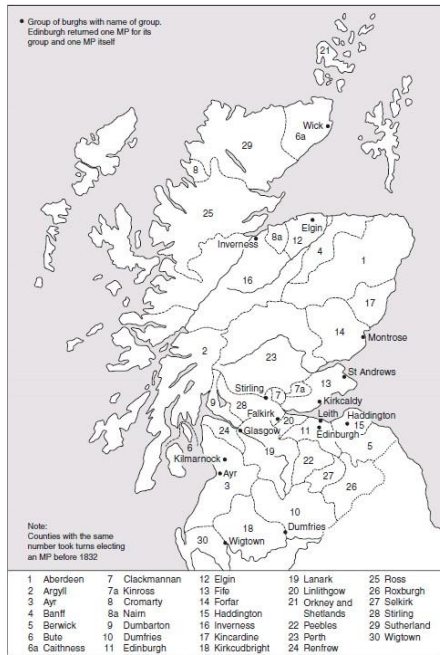 • Group of burghs with name of group.
Edinburgh returned one MP for its
group and one MP itself
21
Wick
6a
29
8
25
Elgin
Inverness
8a
12
4
1
16
17
14
Montrose
2
23
St Andrews
7a
13
Stirling
7
Kirkcaldy
9
28
Falkirk
20
Leith
Haddington
24
Glasgow
11
Edinburgh
15
5
6
19
22
Kilmarnock
27
26
Ayr
3
10
18
Dumfries
30
Wigtown
Note:
Counties with the same
number took turns electing
an MP before 1832
1 Aberdeen 7 Clackmannan 12 Elgin 19 Lanark 25 Ross
2 Argyll 7a Kinross 13 Fife 20 Linlithgow 26 Roxburgh
3 Ayr 8 Cromarty 14 Forfar 21 Orkney and 27 Selkirk
4 Banff 8a Nairn 15 Haddington Shetlands 28 Stirling
5 Berwick 9 Dumbarton 16 Inverness 22 Peebles 29 Sutherland
6 Bute 10 Dumfries 17 Kincardine 23 Perth 30 Wigtown
6a Caithness 11 Edinburgh 18 Kirkcudbright 24 Renfrew